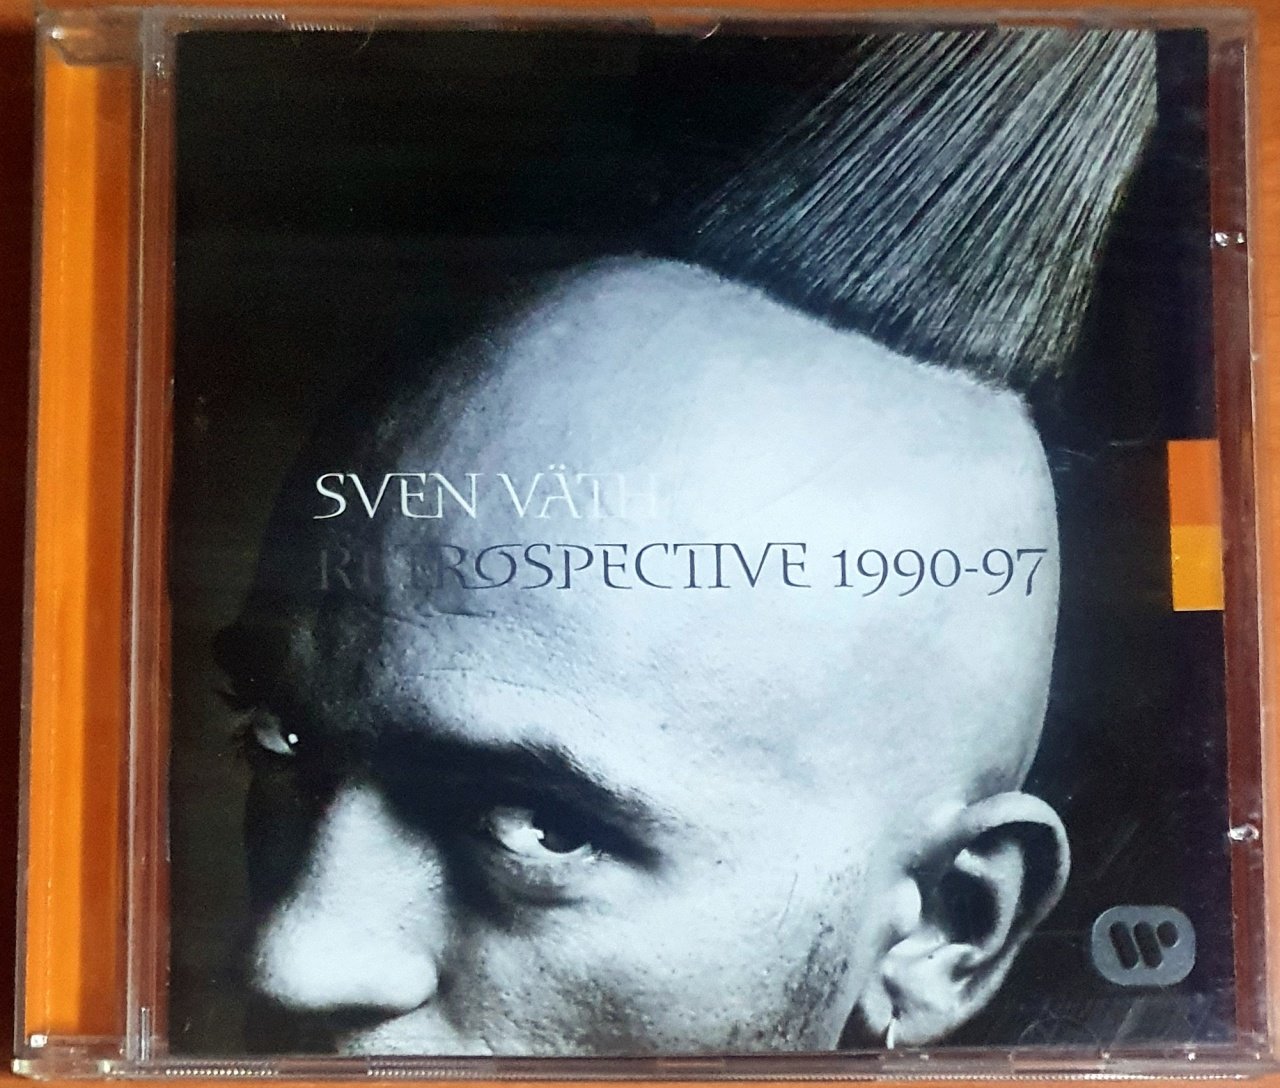 SVEN VÄTH
RETROSPECTIVE 1990-97